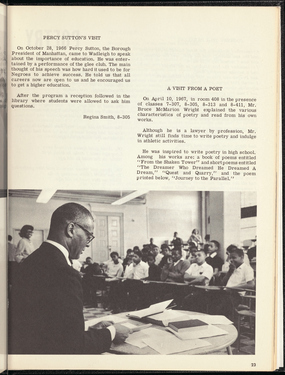 PERCY SUTTON'S VISIT
On October 28, 1966 Percy Sutton, the Borough
President of Manhattan, came to Wadleigh to speak
about the importance of education. He was enter-
tained by a performance of the glee club. The main
thought of his speech was how hard it used to be for
Negroes to achieve success. He told us that all
careers now are open to us and he encouraged us
to get a higher education.
After the program a reception followed in the
library where students were allowed to ask him
questions.
Regina Smith, 8-305
A VISIT FROM A POET
On April 10, 1967, in room 408 in the presence
of classes 7-307, 8-305, 8-313 and 8-411, Mr.
Bruce McMarion Wright explained the various
characteristics of poetry and read from his own
works.
Although he is a lawyer by profession, Mr.
Wright still finds time to write poetry and indulge
in athletic activities.
He was inspired to write poetry in high school.
Among his works are: a book of poems entitled
"From the Shaken Tower" and short poems entitled
"The Dreamer Who Dreamed He Dreamed A
Dream," "Quest and Quarry," and the poem
printed below, "Journey to the Parallel."